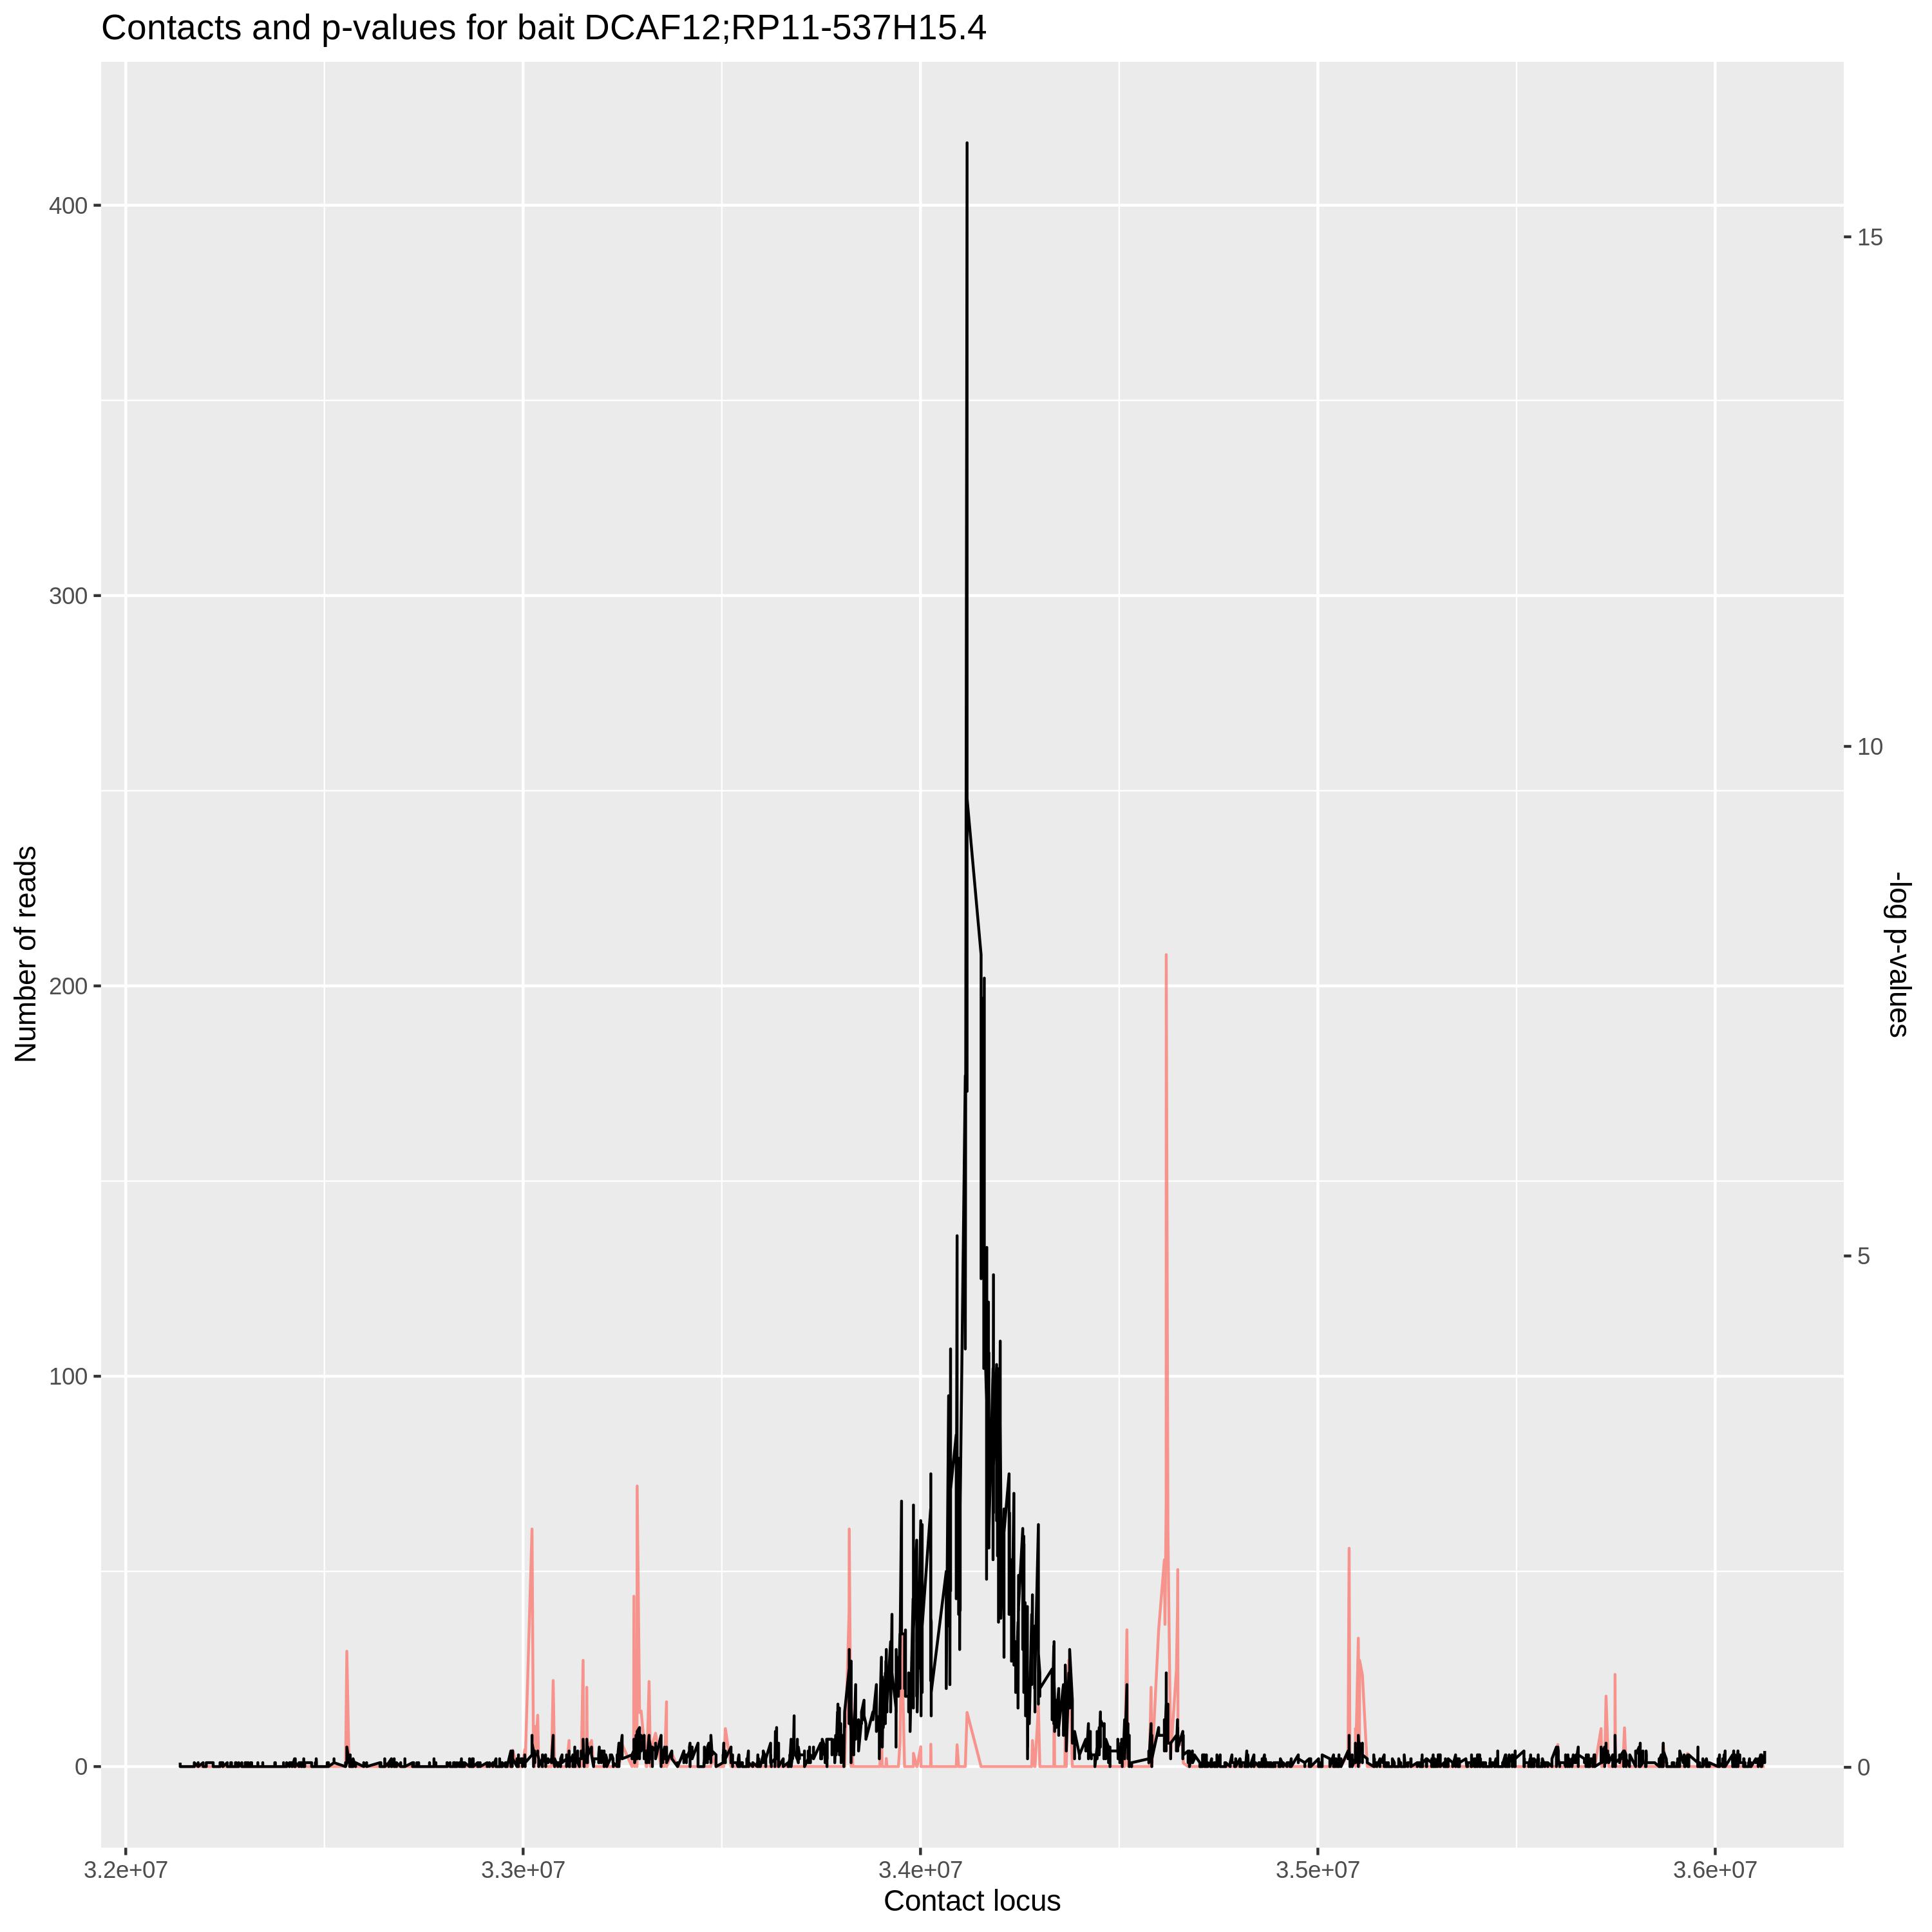 Contacts and p-values for bait DCAF12;RP11-537H15.4
400
300
200
100
0
Number of reads
15
10
5
0
-log p-values
3.2e+07 3.3e+07 3.4e+07 3.5e+07 3.6e+07
Contact locus